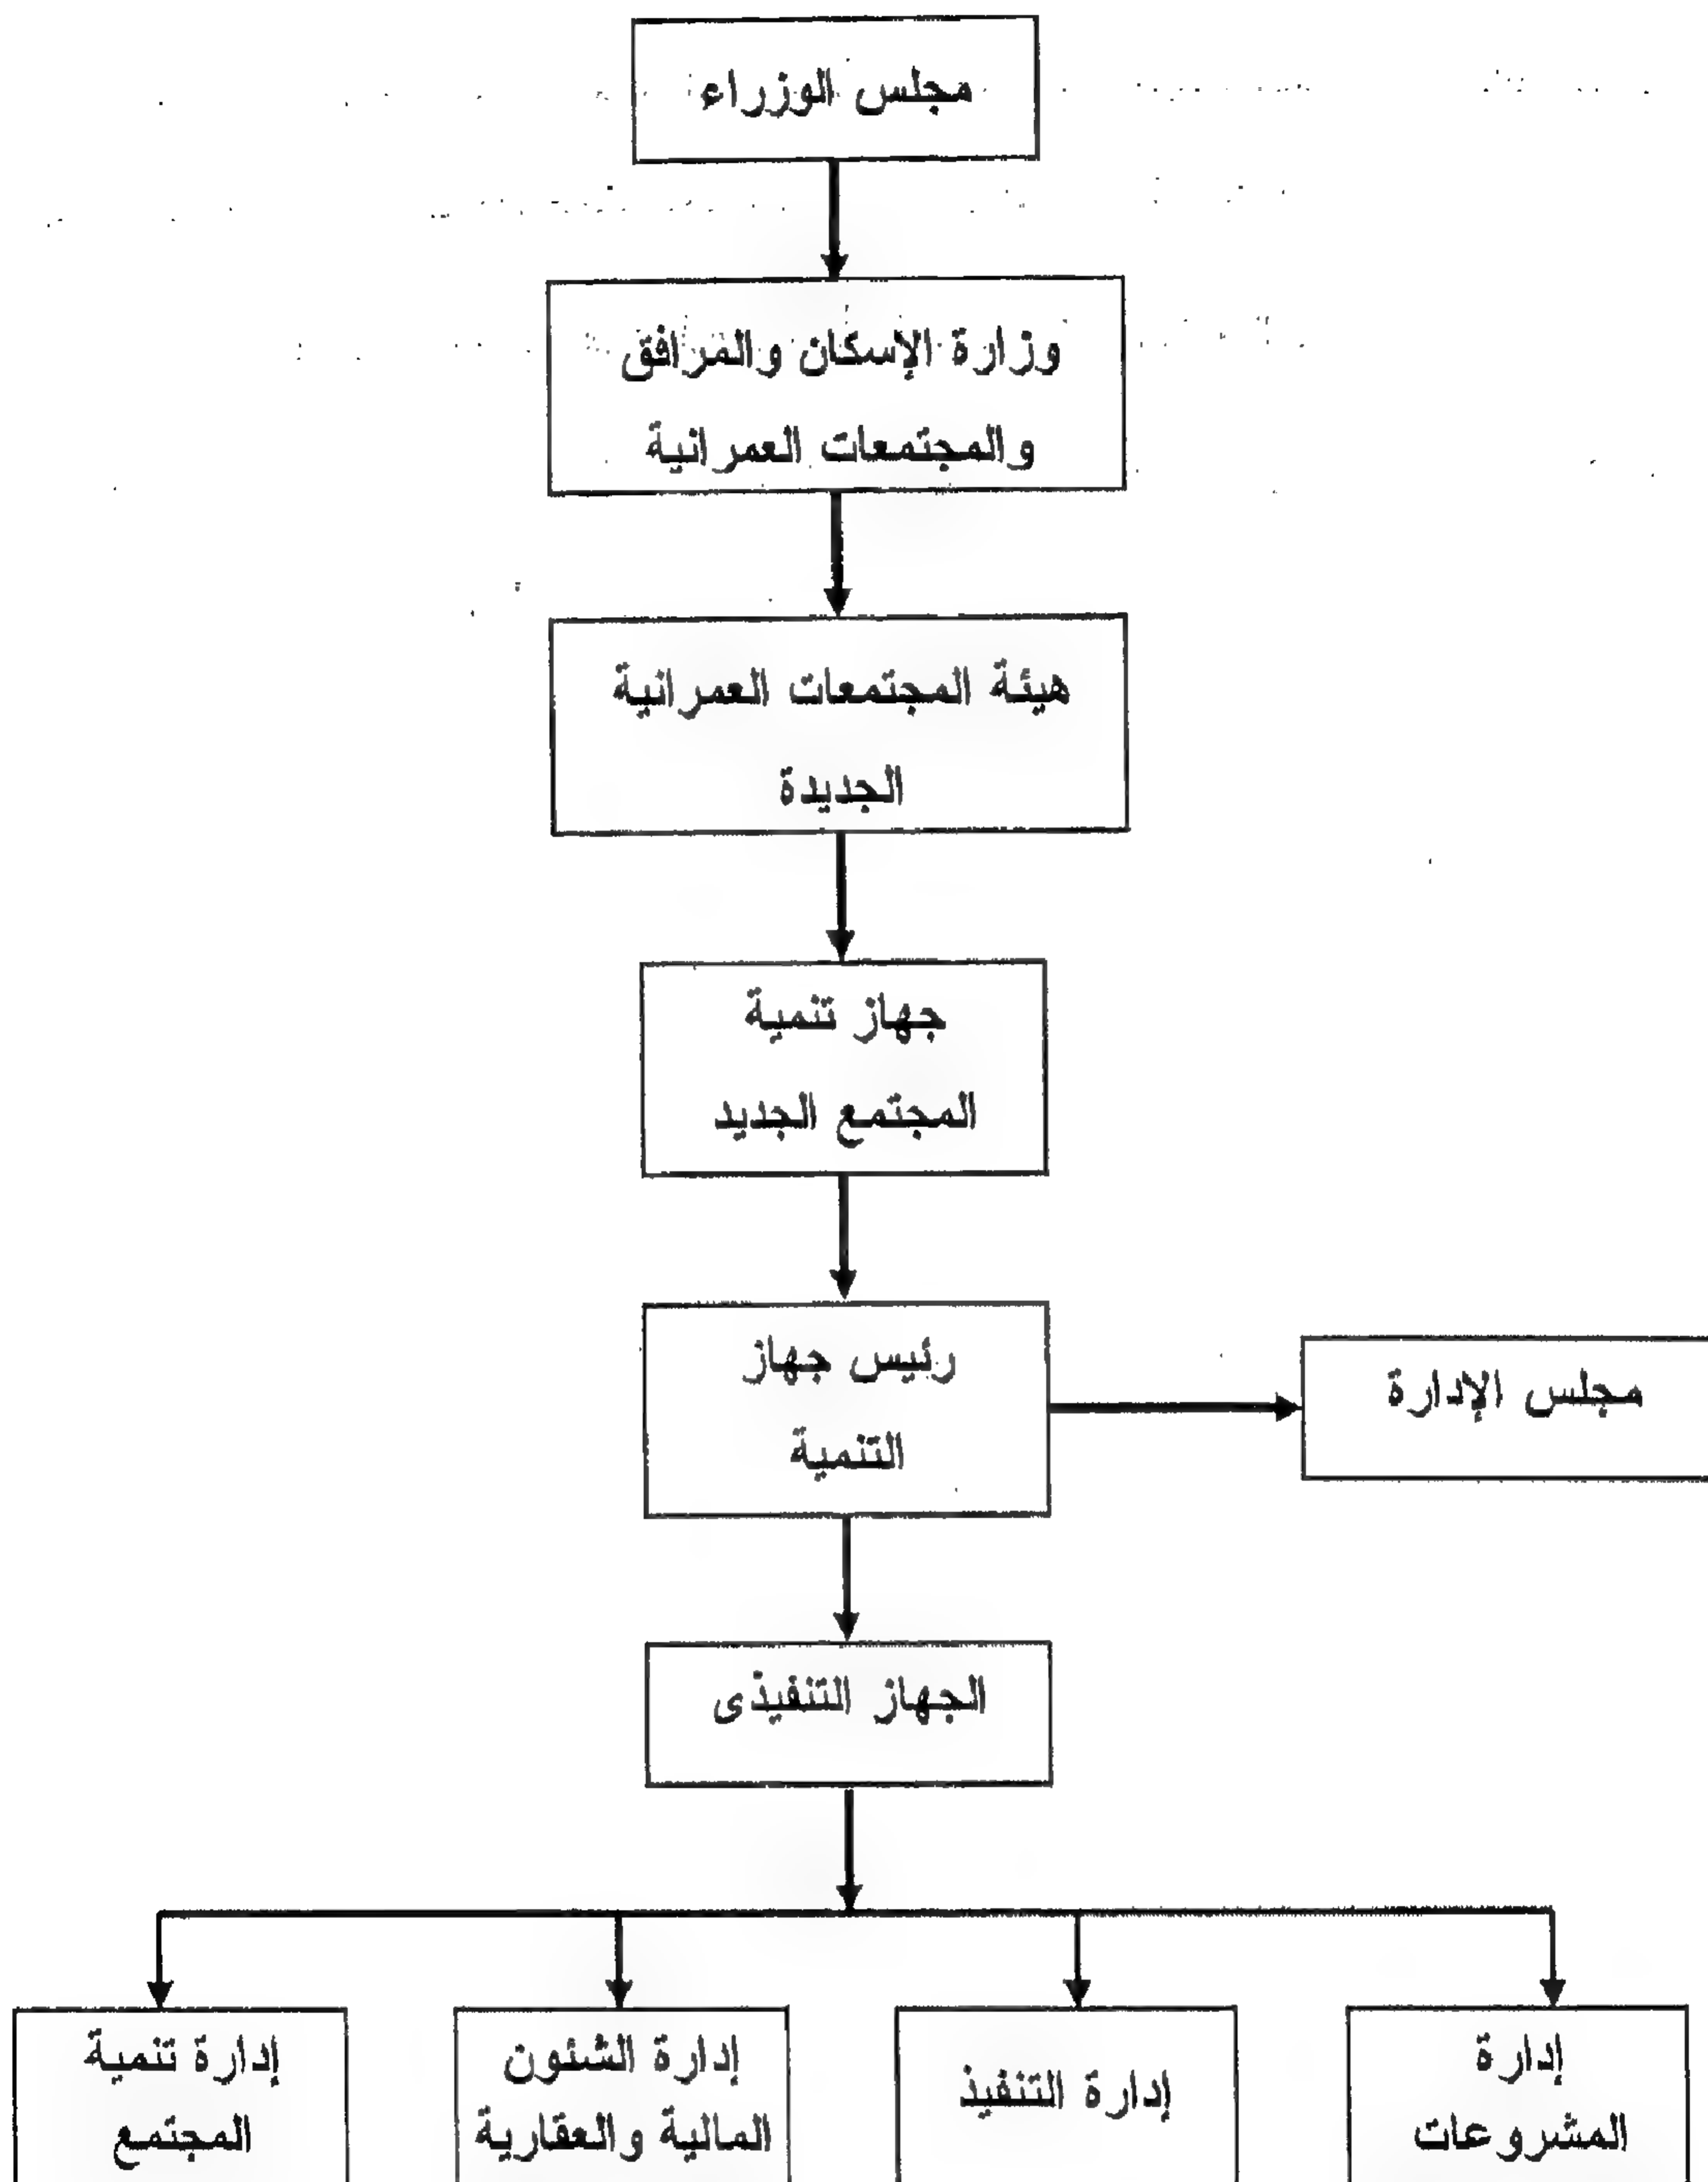 مجلس الوزراء
وزارة الإسكان والمرافق
والمجتمعات العمرانية
هيئة المجتمعات العمرانية
الجديدة
جهاز تنمية
المجتمع الجديد
رئيس جهاز
التنمية
مجلس الإدارة
الجهاز التنفيذى
إدارة
المشروعات
إدارة التنفيذ
إدارة الشئون
المالية والعقارية
إدارة تنمية
المجتمع